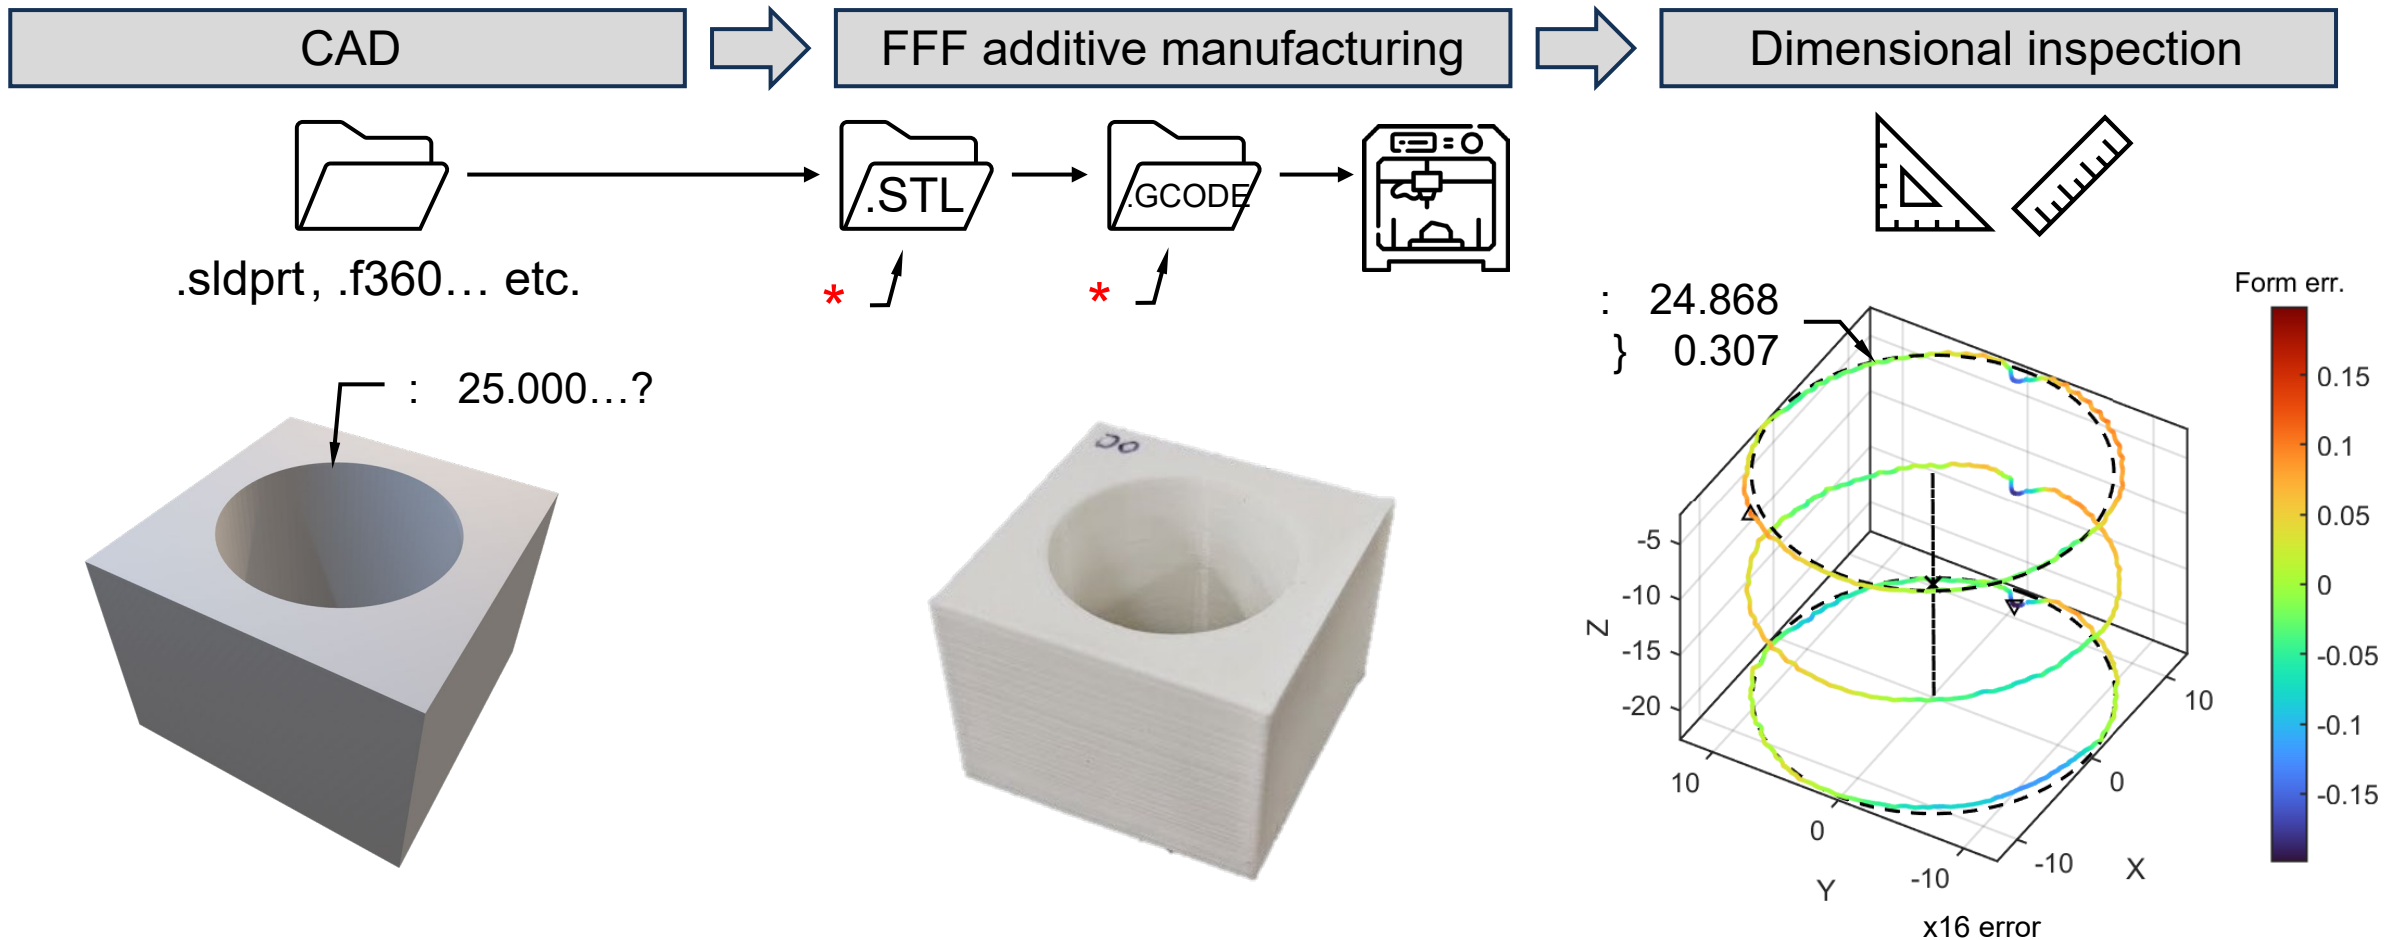 CAD
FFF additive manufacturing
Dimensional inspection
.STL
.GCODE
.sldprt, .f360… etc.
*
*
: 25.000…?
: 24.868
} 0.307
Form err.
0.15
0.1
0.05
0
-0.05
-0.1
-0.15
-5
-10
-15
-20
Z
10
0
-10
Y
10
0
-10
X
x16 error